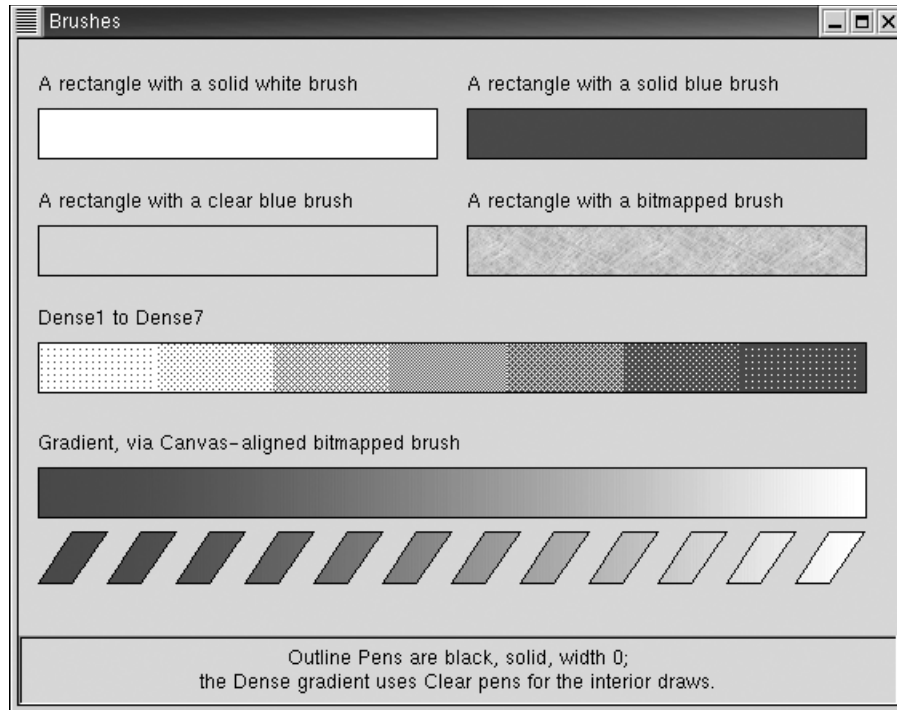 Brushes
A rectangle with a solid white brush
A rectangle with a solid blue brush
A rectangle with a clear blue brush
A rectangle with a bitmapped brush
Dense1 to Dense7
Gradient, via Canvas-aligned bitmapped brush
Outline Pens are black, solid, width 0;
the Dense gradient uses Clear pens for the interior draws.